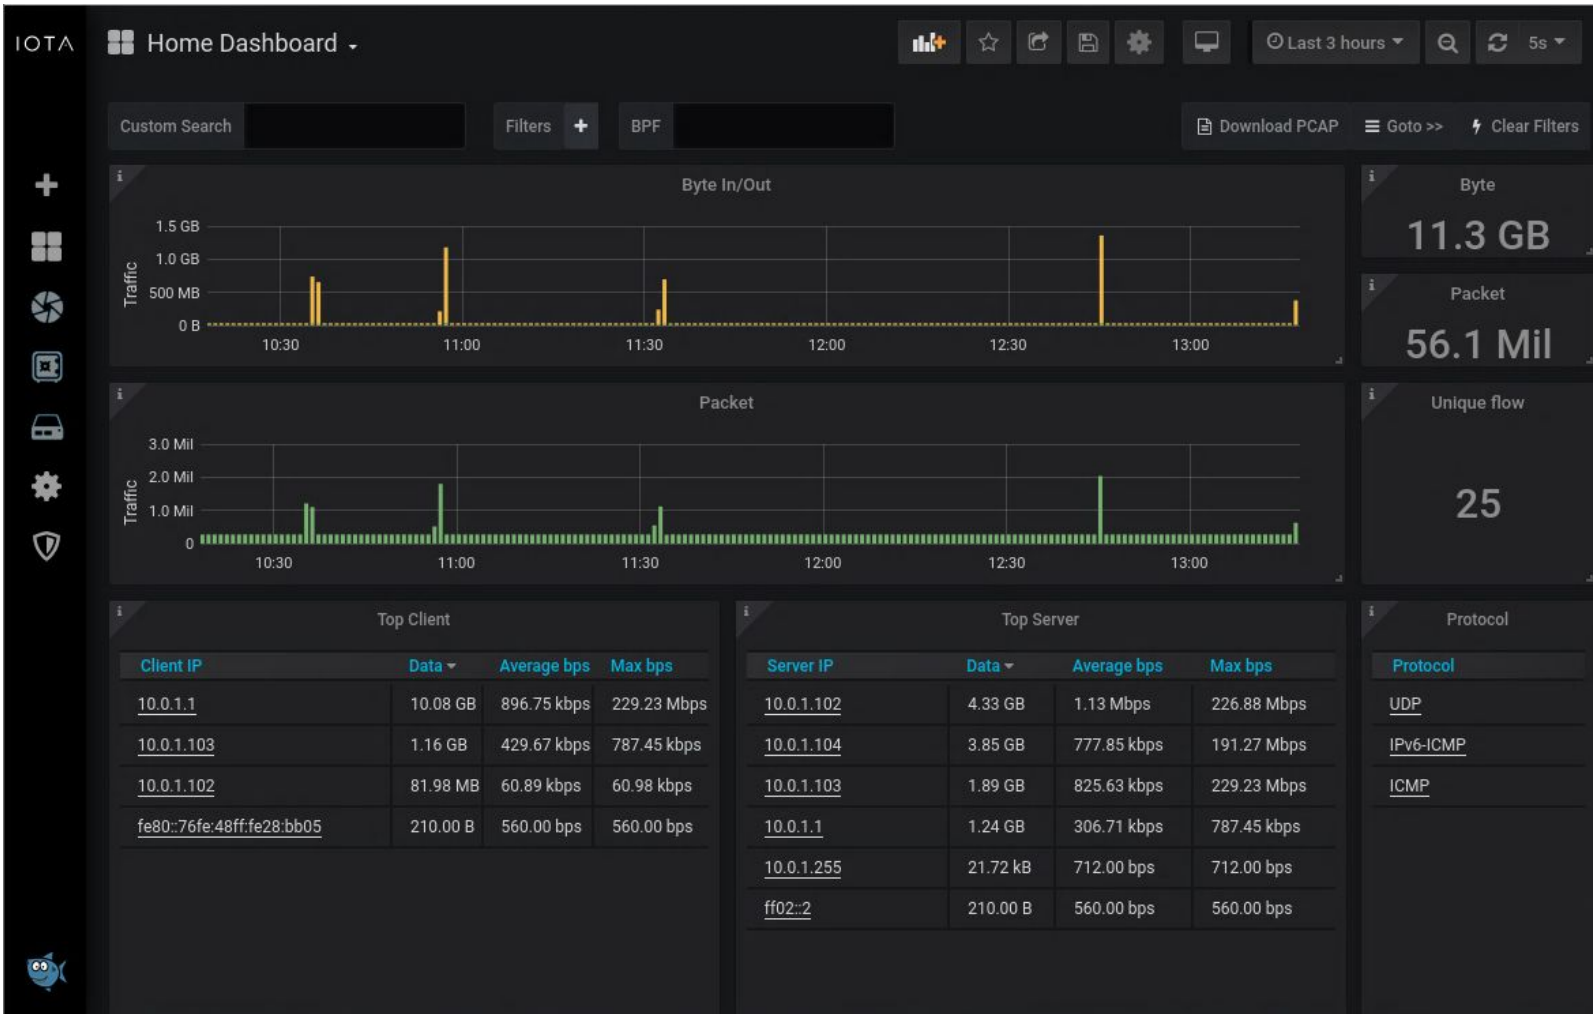 IOTA
Home Dashboard
Last 3 hours
5s
Custom Search
Filters +
BPF
Download PCAP
Goto >>
Clear Filters
Byte In/Out
1.5 GB
1.0 GB
500 MB
0 B
Traffic
10:30 11:00 11:30 12:00 12:30 13:00
Byte
11.3 GB
Packet
56.1 Mil
Packet
3.0 Mil
2.0 Mil
1.0 Mil
0
Traffic
10:30 11:00 11:30 12:00 12:30 13:00
Unique flow
25
Top Client
Client IP Data Average bps Max bps
10.0.1.1 10.08 GB 896.75 kbps 229.23 Mbps
10.0.1.103 1.16 GB 429.67 kbps 787.45 kbps
10.0.1.102 81.98 MB 60.89 kbps 60.98 kbps
fe80::76fe:48ff:fe28:bb05 210.00 B 560.00 bps 560.00 bps
Top Server
Server IP Data Average bps Max bps
10.0.1.102 4.33 GB 1.13 Mbps 226.88 Mbps
10.0.1.104 3.85 GB 777.85 kbps 191.27 Mbps
10.0.1.103 1.89 GB 825.63 kbps 229.23 Mbps
10.0.1.1 1.24 GB 306.71 kbps 787.45 kbps
10.0.1.255 21.72 kB 712.00 bps 712.00 bps
ff02::2 210.00 B 560.00 bps 560.00 bps
Protocol
Protocol
UDP
IPv6-ICMP
ICMP